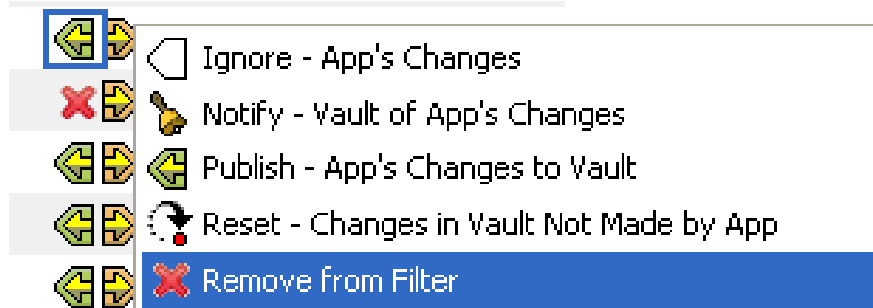 Ignore - App's Changes
Notify - Vault of App's Changes
Publish - App's Changes to Vault
Reset - Changes in Vault Not Made by App
Remove from Filter